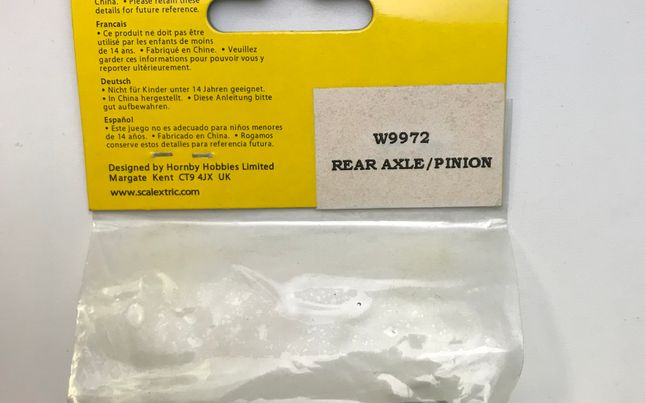 China. • Please retain these
details for future reference.
Français
• Ce produit ne doit pas être
utilisé par les enfants de moins
de 14 ans. • Fabriqué en Chine. • Veuillez
garder ces informations pour pouvoir vous y
reporter ultérieurement.
Deutsch
• Nicht für Kinder unter 14 Jahren geeignet.
• In China hergestellt. • Diese Anleitung bitte
gut aufbewahren.
Español
• Este juego no es adecuado para niños menores
de 14 años. • Fabricado en China. • Rogamos
conserve estos detalles para referencia futura.
Designed by Hornby Hobbies Limited
Margate Kent CT9 4JX UK
www.scalextric.com
W9972
REAR AXLE/PINION